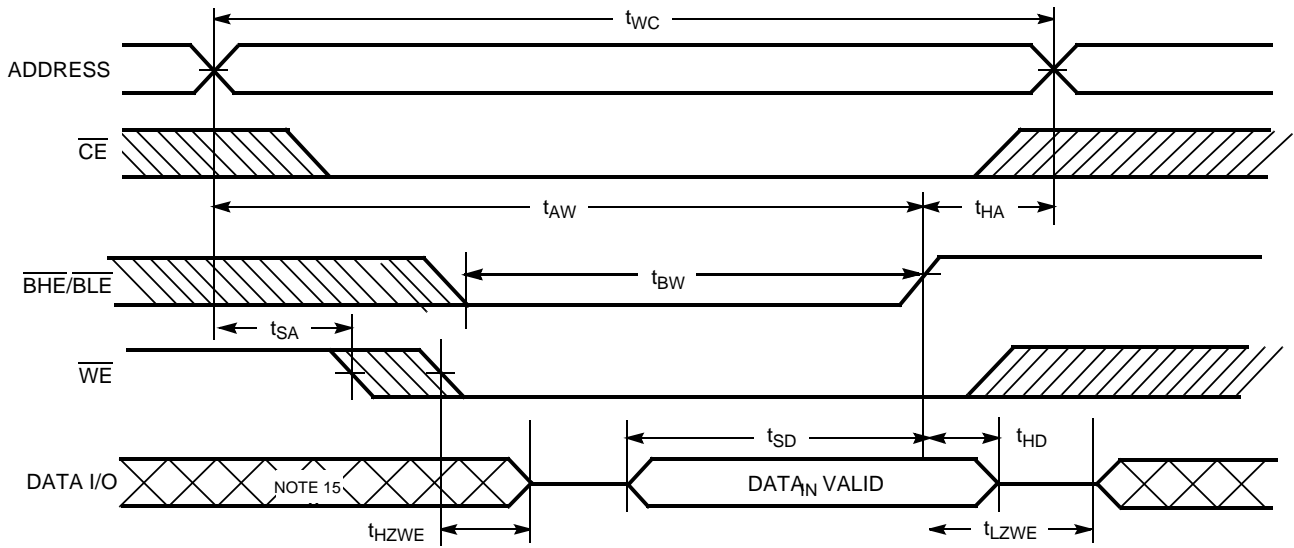 tWC
ADDRESS
CE
tAW
tHA
BHE/BLE
tBW
tSA
WE
tSD
tHD
DATA I/O
NOTE 15
DATAIN VALID
tHZWE
tLZWE